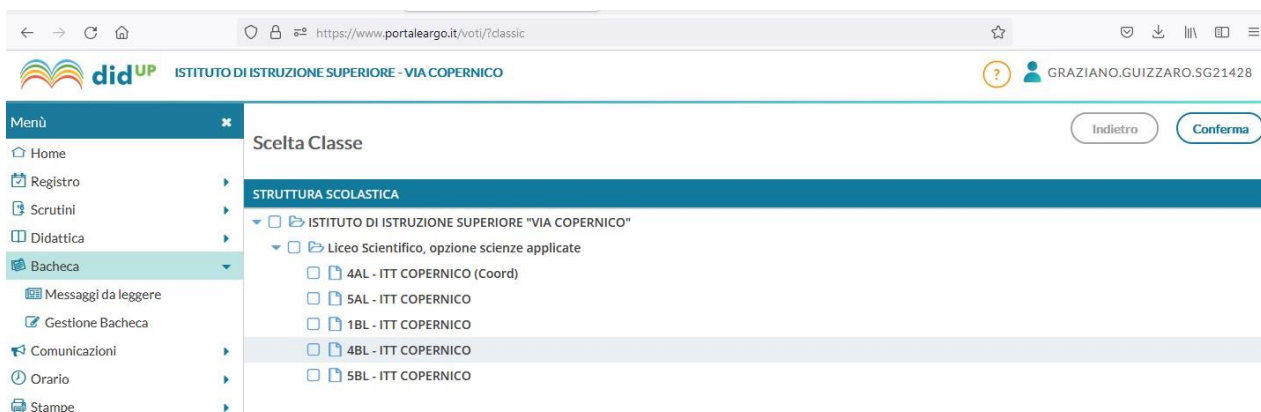 https://www.portaleargo.it/voti/?classic
didUP ISTITUTO DI ISTRUZIONE SUPERIORE - VIA COPERNICO
? GRAZIANO.GUIZZARO.SG21428
Menù
Home
Registro
Scrutini
Didattica
Bacheca
Messaggi da leggere
Gestione Bacheca
Comunicazioni
Orario
Stampe
Scelta Classe
Indietro
Conferma
STRUTTURA SCOLASTICA
ISTITUTO DI ISTRUZIONE SUPERIORE "VIA COPERNICO"
Liceo Scientifico, opzione scienze applicate
4AL - ITT COPERNICO (Coord)
5AL - ITT COPERNICO
1BL - ITT COPERNICO
4BL - ITT COPERNICO
5BL - ITT COPERNICO